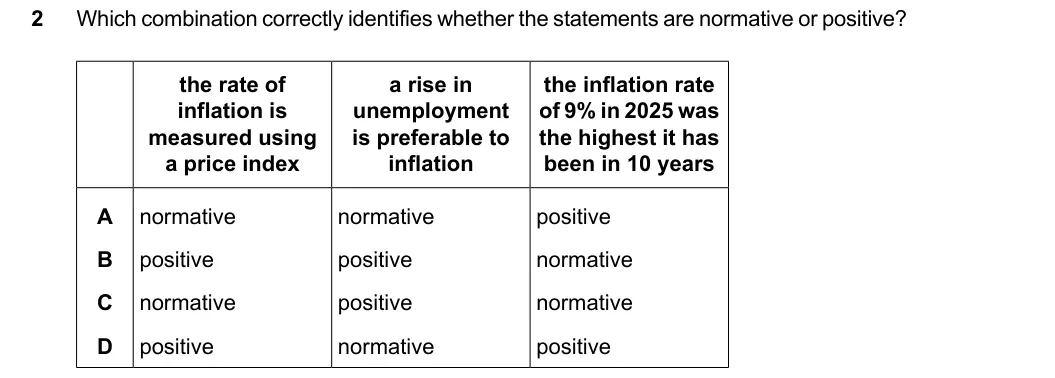 2 Which combination correctly identifies whether the statements are normative or positive?
the rate of inflation is measured using a price index
a rise in unemployment is preferable to inflation
the inflation rate of 9% in 2025 was the highest it has been in 10 years
A normative normative positive
B positive positive normative
C normative positive normative
D positive normative positive